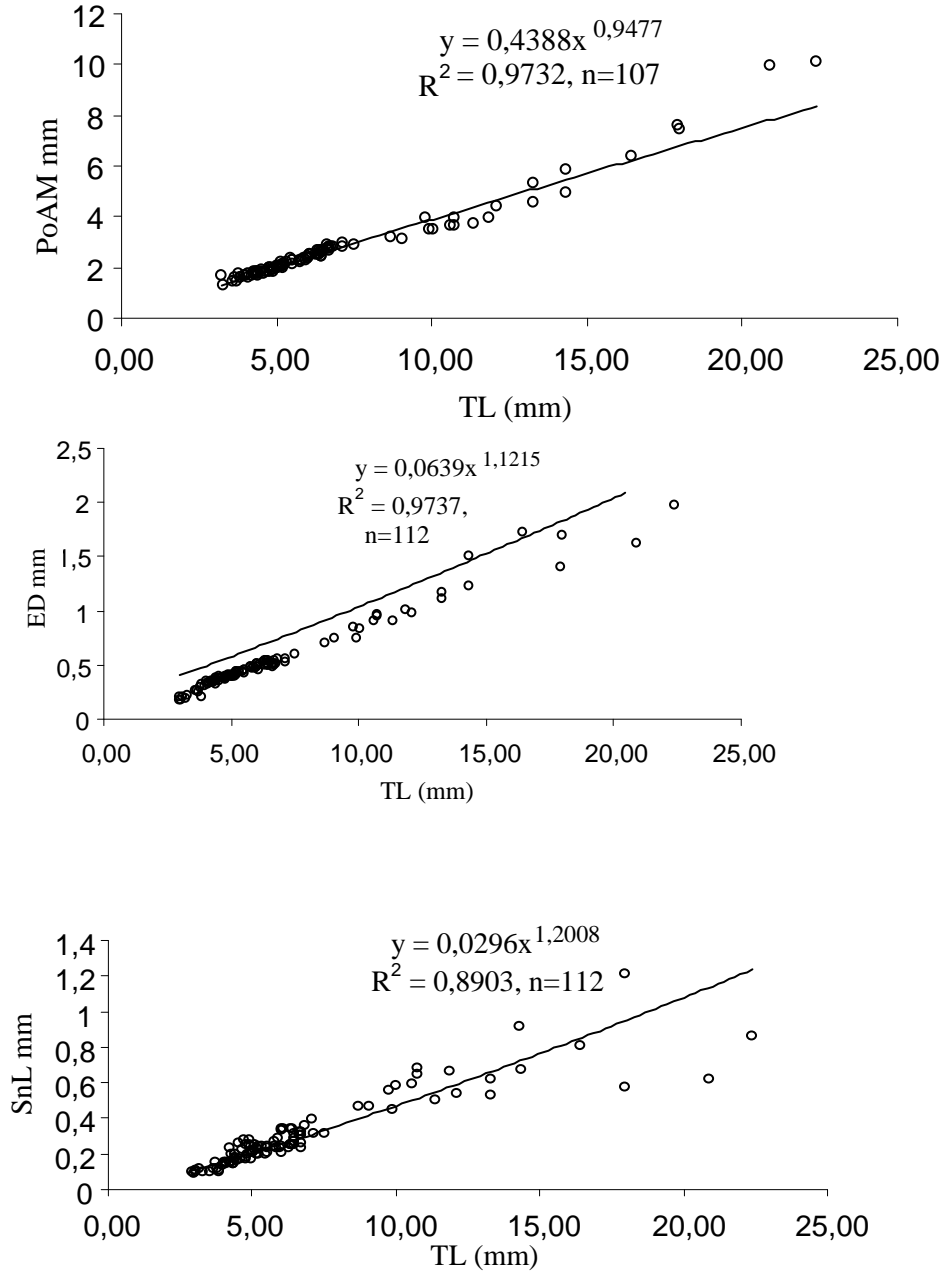 12
10
8
6
4
2
0
PoAM mm
y = 0,4388x^0,9477
R² = 0,9732, n=107
0,00 5,00 10,00 15,00 20,00 25,00
TL (mm)
2,5
2
1,5
1
0,5
0
ED mm
y = 0,0639x^1,1215
R² = 0,9737,
n=112
0,00 5,00 10,00 15,00 20,00 25,00
TL (mm)
1,4
1,2
1
0,8
0,6
0,4
0,2
0
SnL mm
y = 0,0296x^1,2008
R² = 0,8903, n=112
0,00 5,00 10,00 15,00 20,00 25,00
TL (mm)